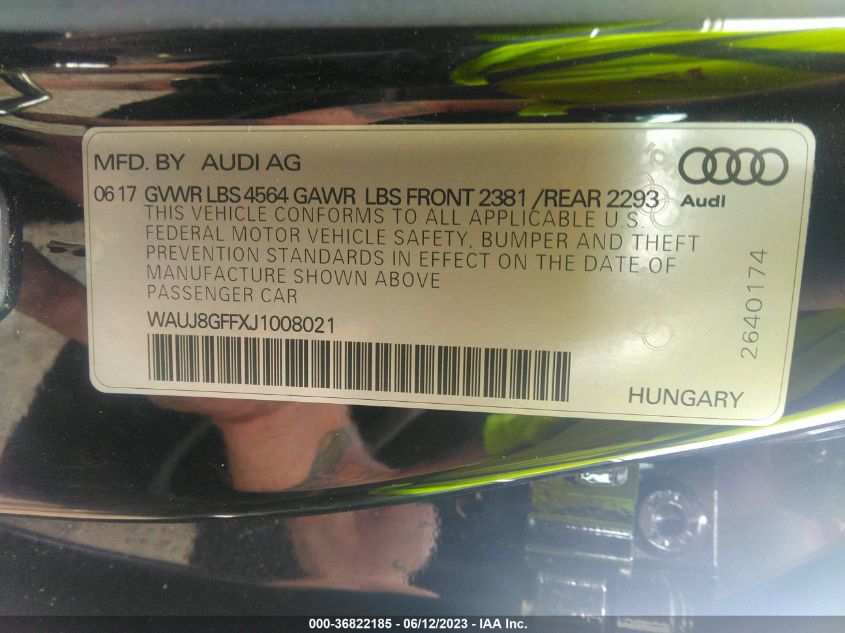 MFD. BY AUDI AG
06 17 GVWR LBS 4564 GAWR LBS FRONT 2381 /REAR 2293
Audi
THIS VEHICLE CONFORMS TO ALL APPLICABLE U.S.
FEDERAL MOTOR VEHICLE SAFETY, BUMPER AND THEFT
PREVENTION STANDARDS IN EFFECT ON THE DATE OF
MANUFACTURE SHOWN ABOVE
PASSENGER CAR
WAUJ8GFFXJ1008021
2640174
HUNGARY
000-36822185 - 06/12/2023 - IAA Inc.